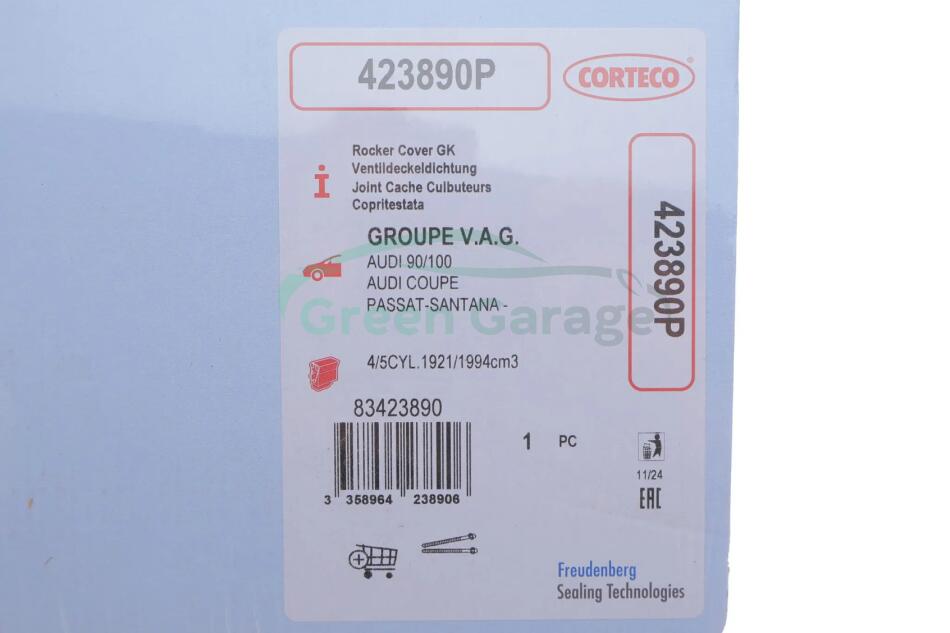 423890P
CORTECO
Rocker Cover GK
Ventildeckeldichtung
Joint Cache Culbuteurs
Copritestata
423890P
GROUPE V.A.G.
AUDI 90/100
AUDI COUPE
PASSAT-SANTANA -
Green Garage
4/5CYL.1921/1994cm3
83423890
1 PC
3 358964 238906
11/24
EAC
Freudenberg
Sealing Technologies